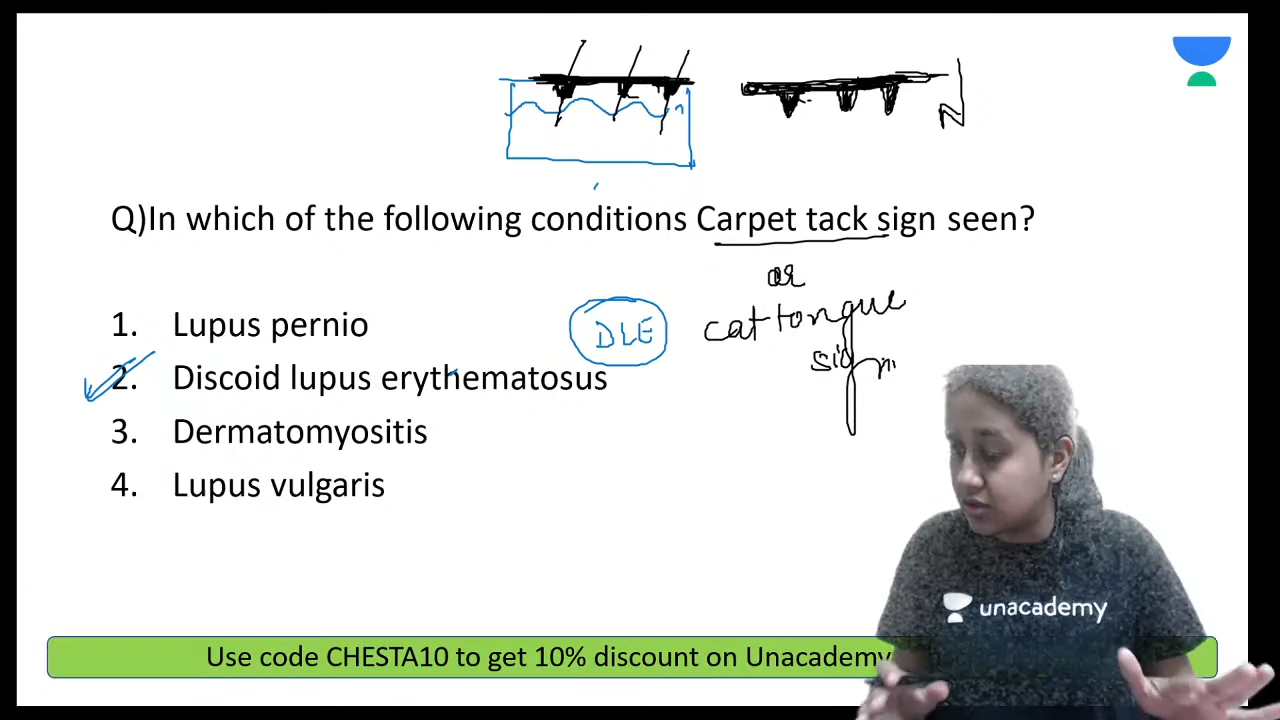 Q)In which of the following conditions Carpet tack sign seen?
or
cat tongue
sign
1. Lupus pernio
DLE
2. Discoid lupus erythematosus
3. Dermatomyositis
4. Lupus vulgaris
unacademy
Use code CHESTA10 to get 10% discount on Unacademy